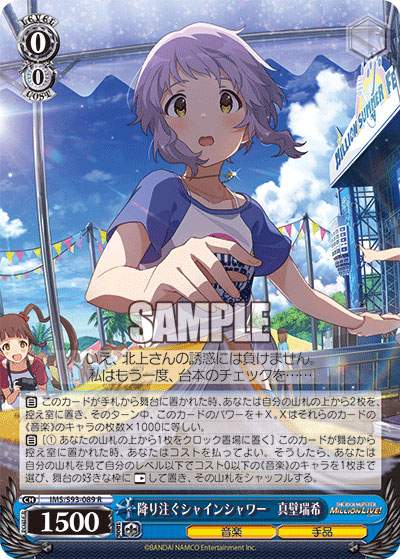 LEVEL
0
0
COST
BILLION SUMMER FE
SAMPLE
いえ、北上さんの誘惑には負けません。
私はもう一度、台本のチェックを……
自 このカードが手札から舞台に置かれた時、あなたは自分の山札の上から2枚を
控え室に置き、そのターン中、このカードのパワーを＋X。Xはそれらのカードの
《音楽》のキャラの枚数×1000に等しい。
自 ［① あなたの山札の上から1枚をクロック置場に置く］ このカードが舞台から
控え室に置かれた時、あなたはコストを払ってよい。そうしたら、あなたは
自分の山札を見て自分のレベル以下でコスト0以下の《音楽》のキャラを1枚まで
選び、舞台の好きな枠に置き、その山札をシャッフルする。
CH IMS/S93-089 R
降り注ぐシャインシャワー 真壁瑞希
THE IDOLM@STER
MILLION LIVE!
1500
音楽
手品
©BANDAI NAMCO Entertainment Inc.